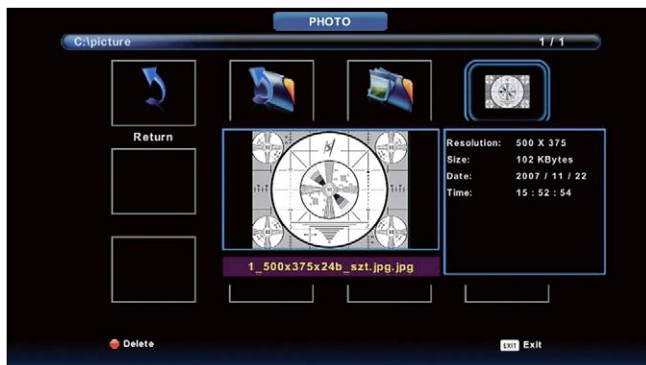 PHOTO
C:\picture 1 / 1
Return
Resolution: 500 X 375
Size: 102 KBytes
Date: 2007 / 11 / 22
Time: 15 : 52 : 54
1_500x375x24b_szt.jpg.jpg
Delete
EXIT Exit